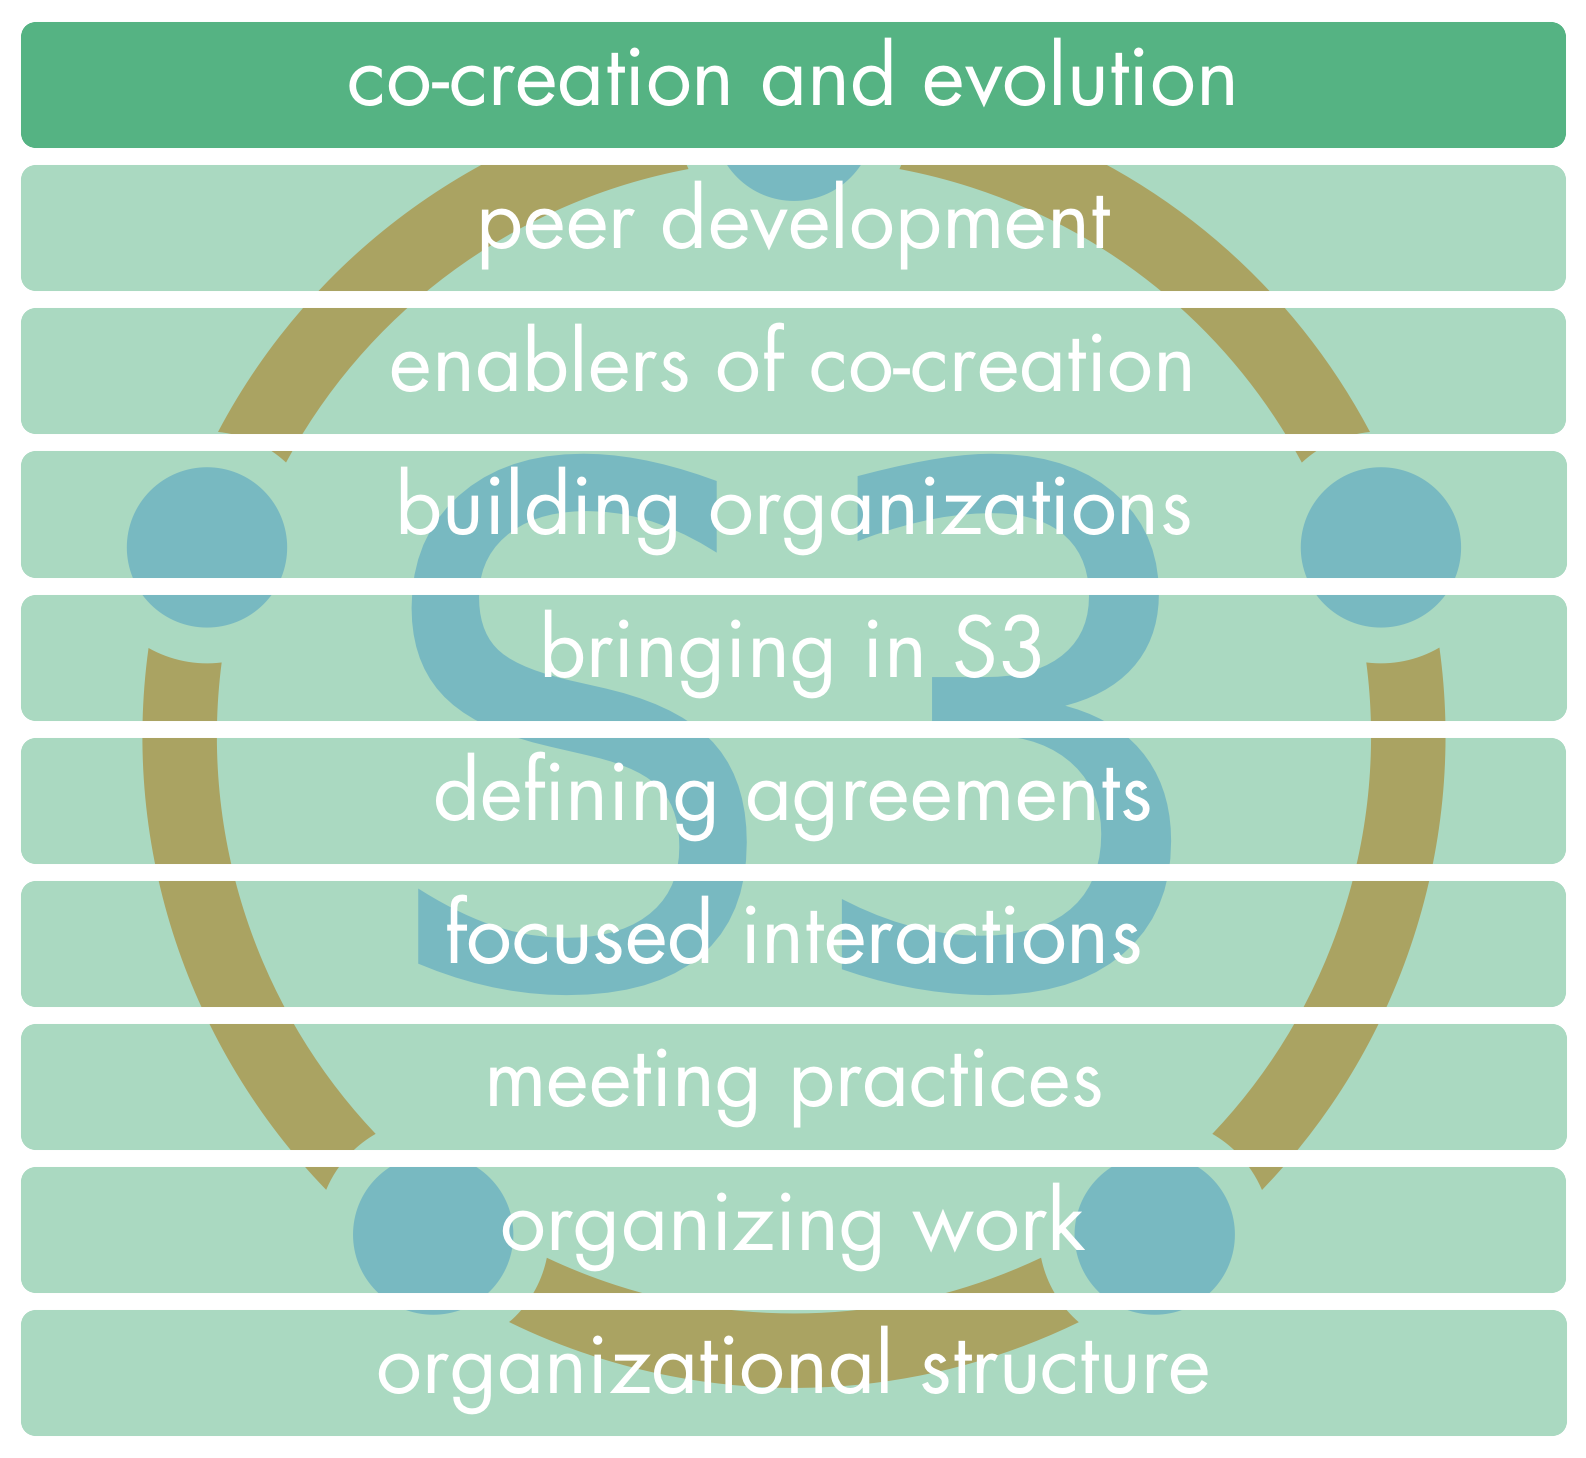 co-creation and evolution
peer development
enablers of co-creation
building organizations
bringing in S3
defining agreements
focused interactions
meeting practices
organizing work
organizational structure
S3